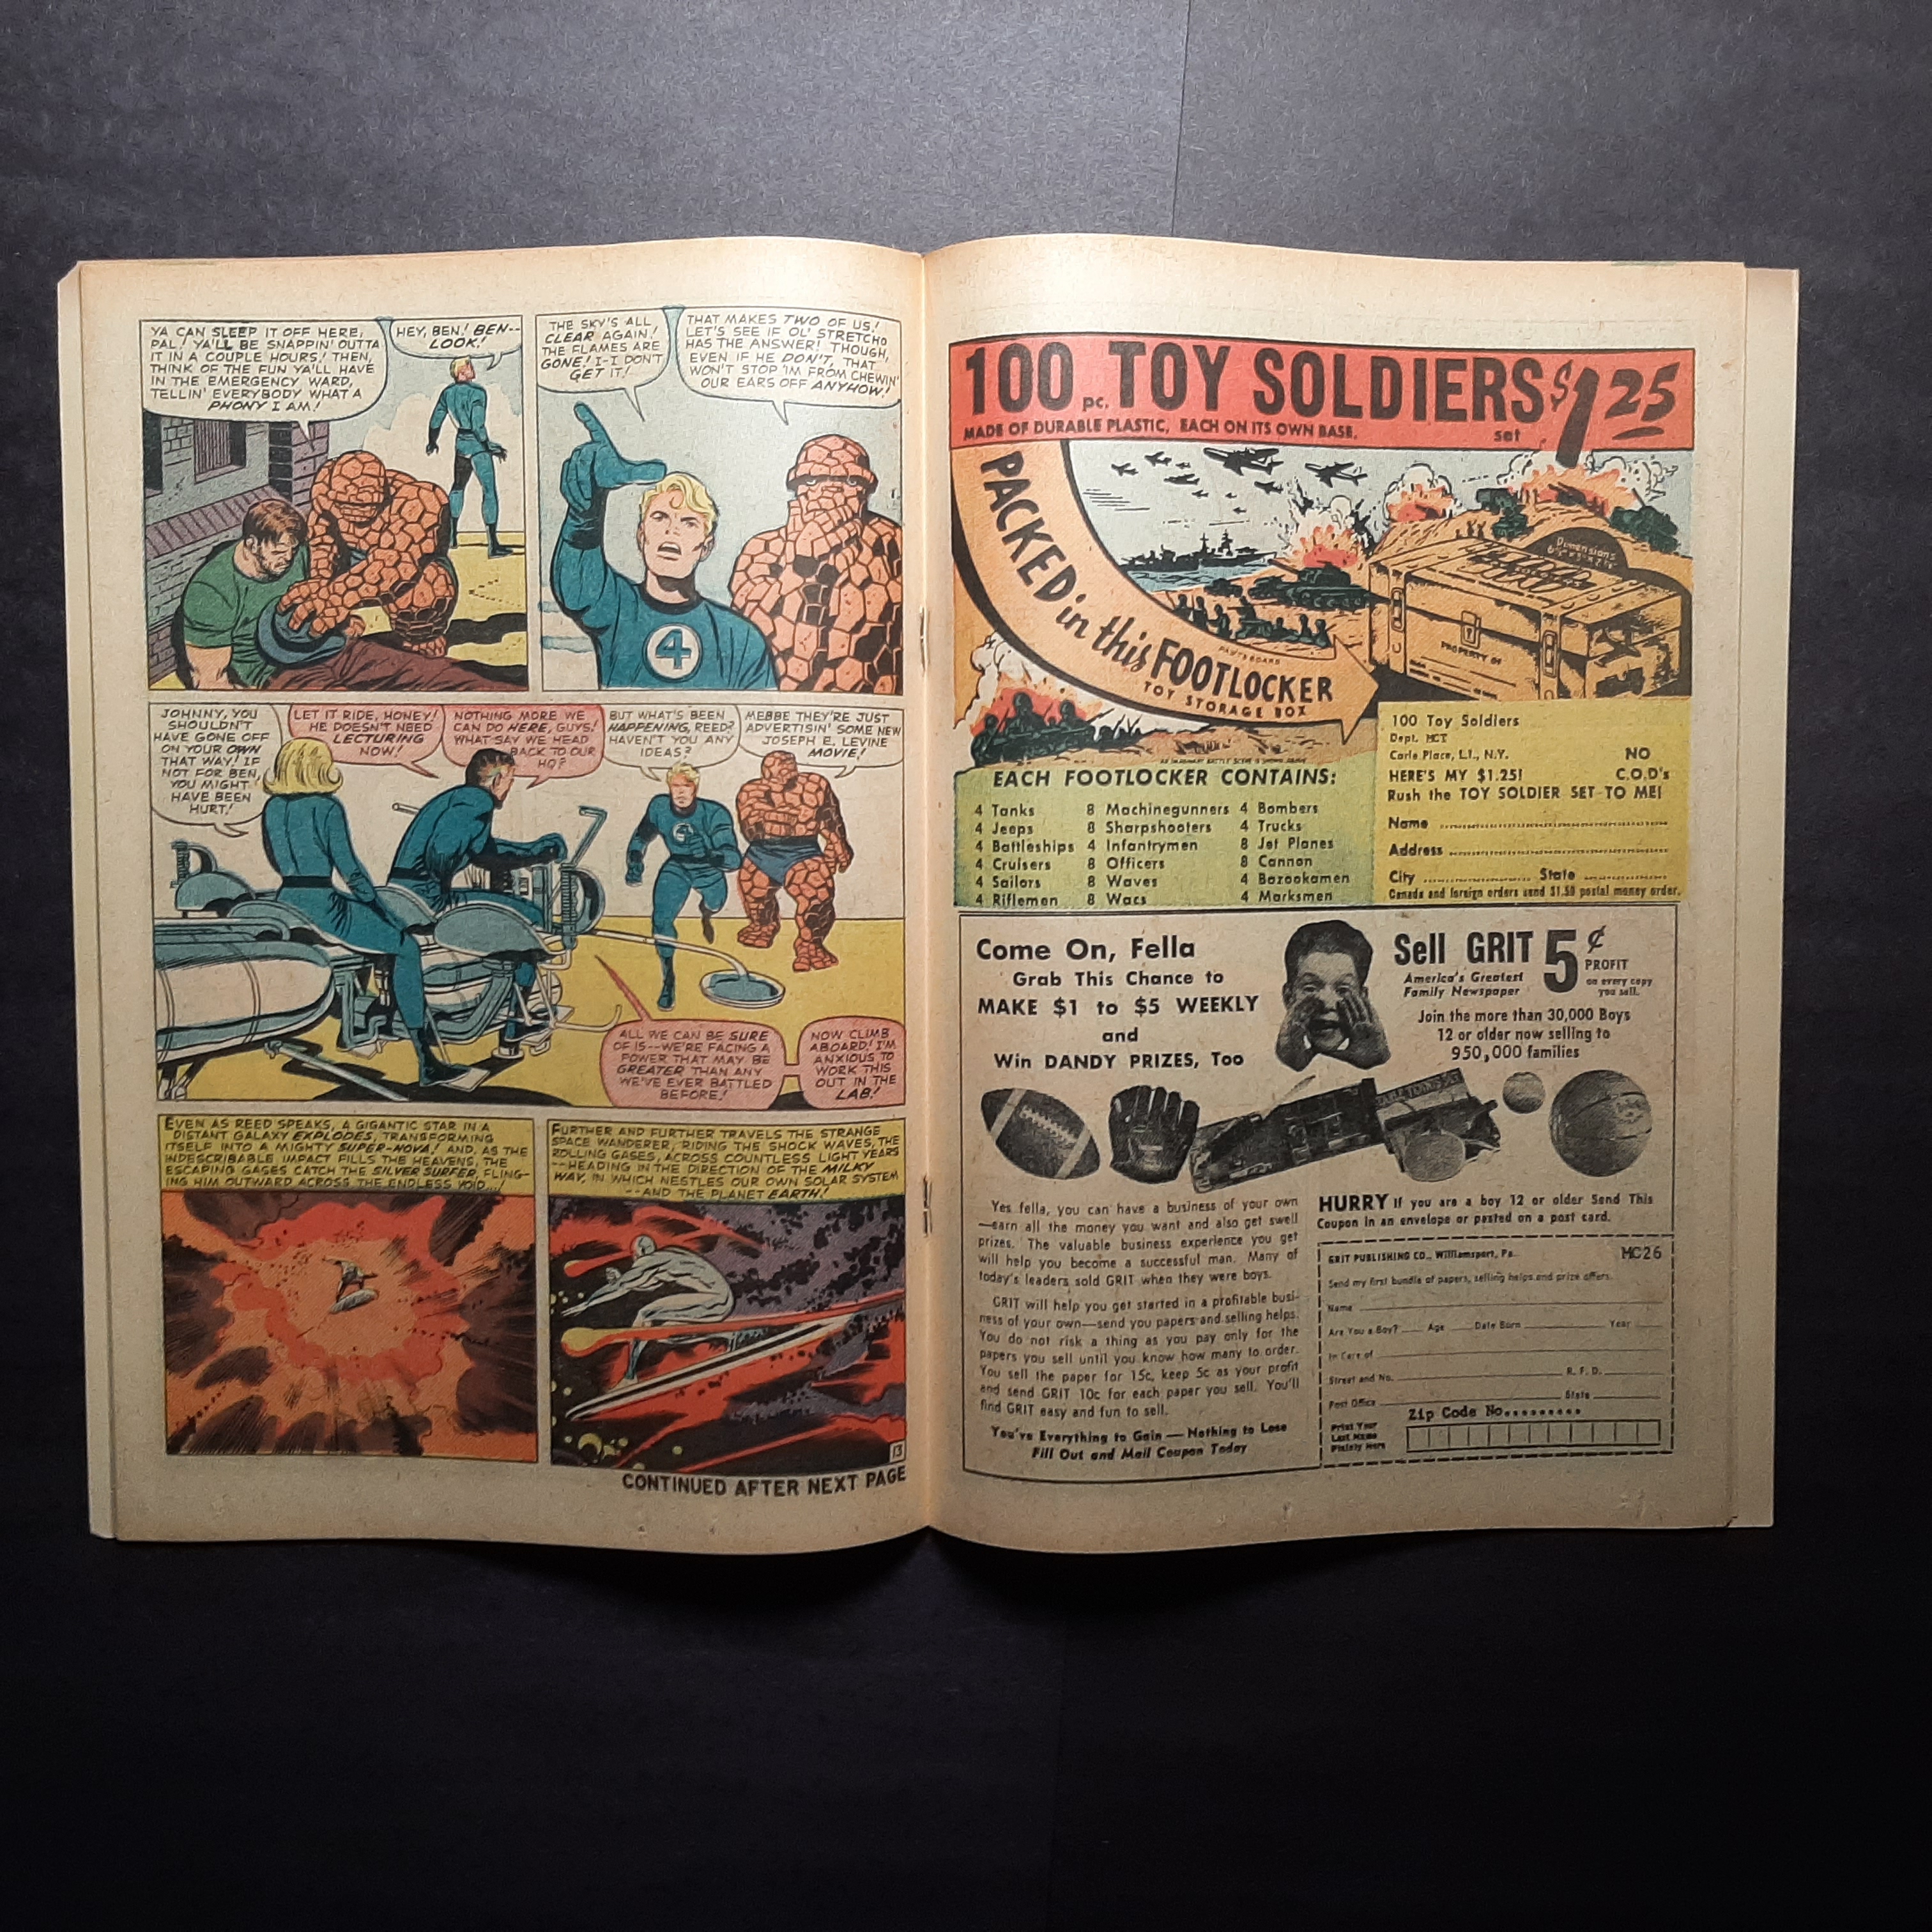 YA CAN SLEEP IT OFF HERE,
PAL! YA'LL BE SNAPPIN' OUTTA
IT IN A COUPLE HOURS! THEN,
THINK OF THE FUN YA'LL HAVE
IN THE EMERGENCY WARD,
TELLIN' EVERYBODY WHAT A
PHONY I AM!
HEY, BEN! BEN--
LOOK!
THE SKY'S ALL
CLEAR AGAIN!
THE FLAMES ARE
GONE! I-I DON'T
GET IT!
THAT MAKES TWO OF US!
LET'S SEE IF OL' STRETCHO
HAS THE ANSWER! THOUGH,
EVEN IF HE DON'T, THAT
WON'T STOP 'IM FROM CHEWIN'
OUR EARS OFF ANYHOW!
4
JOHNNY, YOU
SHOULDN'T
HAVE GONE OFF
ON YOUR OWN
THAT WAY! IF
NOT FOR BEN,
YOU MIGHT
HAVE BEEN
HURT!
LET IT RIDE, HONEY!
HE DOESN'T NEED
LECTURING
NOW!
NOTHING MORE WE
CAN DO HERE, GUYS!
WHAT SAY WE HEAD
BACK TO OUR
HQ?
BUT WHAT'S BEEN
HAPPENING, REED?
HAVEN'T YOU ANY
IDEAS?
MEBBE THEY'RE JUST
ADVERTISIN' SOME NEW
JOSEPH E. LEVINE
MOVIE!
4
ALL WE CAN BE SURE
OF IS--WE'RE FACING A
POWER THAT MAY BE
GREATER THAN ANY
WE'VE EVER BATTLED
BEFORE!
NOW CLIMB
ABOARD! I'M
ANXIOUS TO
WORK THIS
OUT IN THE
LAB!
EVEN AS REED SPEAKS, A GIGANTIC STAR IN A
DISTANT GALAXY EXPLODES, TRANSFORMING
ITSELF INTO A MIGHTY SUPER-NOVA! AND, AS THE
INDESCRIBABLE IMPACT FILLS THE HEAVENS, THE
ESCAPING GASES CATCH THE SILVER SURFER, FLING-
ING HIM OUTWARD ACROSS THE ENDLESS VOID...!
FURTHER AND FURTHER TRAVELS THE STRANGE
SPACE WANDERER, RIDING THE SHOCK WAVES, THE
ROLLING GASES, ACROSS COUNTLESS LIGHT YEARS
--HEADING IN THE DIRECTION OF THE MILKY
WAY, IN WHICH NESTLES OUR OWN SOLAR SYSTEM
--AND THE PLANET EARTH!
13
CONTINUED AFTER NEXT PAGE
100 pc. TOY SOLDIERS $1.25
MADE OF DURABLE PLASTIC, EACH ON ITS OWN BASE. set
PACKED in this FOOTLOCKER
TOY STORAGE BOX
Dimensions
PROPERTY OF
EACH FOOTLOCKER CONTAINS:
4 Tanks 8 Machinegunners 4 Bombers
4 Jeeps 8 Sharpshooters 4 Trucks
4 Battleships 4 Infantrymen 8 Jet Planes
4 Cruisers 8 Officers 8 Cannon
4 Sailors 8 Waves 4 Bazookamen
4 Riflemen 8 Wacs 4 Marksmen
100 Toy Soldiers
Dept. MCT
Carle Place, L.I., N.Y. NO
HERE'S MY $1.25! C.O.D's
Rush the TOY SOLDIER SET TO ME!
Name
Address
City State
Canada and foreign orders send $1.50 postal money order.
Come On, Fella
Grab This Chance to
MAKE $1 to $5 WEEKLY
and
Win DANDY PRIZES, Too
Sell GRIT 5¢
PROFIT
on every copy
you sell.
America's Greatest
Family Newspaper
Join the more than 30,000 Boys
12 or older now selling to
950,000 families
Yes fella, you can have a business of your own
—earn all the money you want and also get swell
prizes. The valuable business experience you get
will help you become a successful man. Many of
today's leaders sold GRIT when they were boys.
GRIT will help you get started in a profitable busi-
ness of your own—send you papers and selling helps.
You do not risk a thing as you pay only for the
papers you sell until you know how many to order.
You sell the paper for 15c, keep 5c as your profit
and send GRIT 10c for each paper you sell. You'll
find GRIT easy and fun to sell.
You've Everything to Gain — Nothing to Lose
Fill Out and Mail Coupon Today
HURRY If you are a boy 12 or older Send This
Coupon in an envelope or pasted on a post card.
GRIT PUBLISHING CO., Williamsport, Pa. MC26
Send my first bundle of papers, selling helps and prize offers.
Name
Are You a Boy? Age Date Born Year
In Care of
Street and No. R. F. D.
Post Office State
Zip Code No.
Print Your
Last Name
Plainly Here